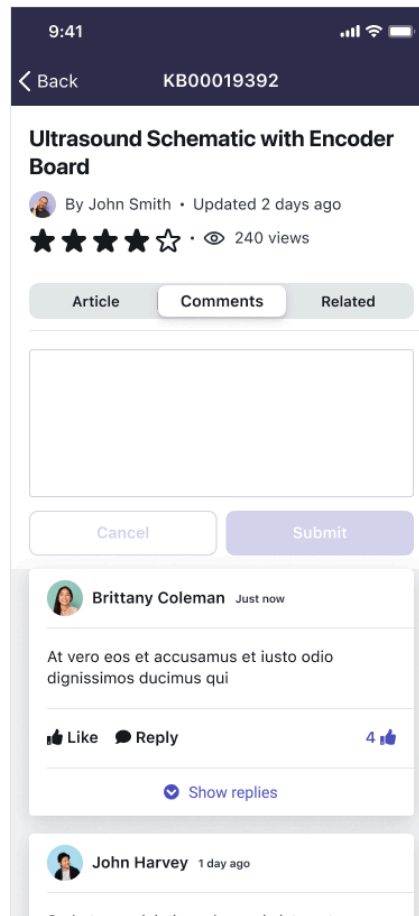 9:41
Back KB00019392
Ultrasound Schematic with Encoder
Board
By John Smith • Updated 2 days ago
· 240 views
Article Comments Related
Cancel Submit
Brittany Coleman Just now
At vero eos et accusamus et iusto odio
dignissimos ducimus qui
Like Reply 4
Show replies
John Harvey 1 day ago